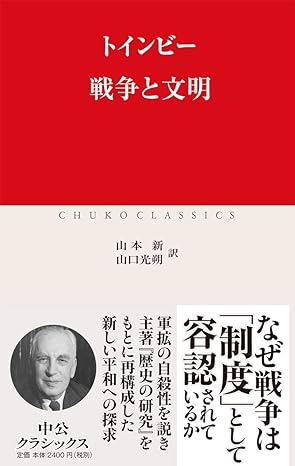 トインビー
戦争と文明
CHUKO CLASSICS
山本 新
山口光朔
訳
なぜ戦争は
「制度」として
容認されて
いるか
軍拡の自殺性を説き
主著『歴史の研究』を
もとに再構成した
新しい平和への探求
中公
クラシックス
定価 本体2400円(税別)